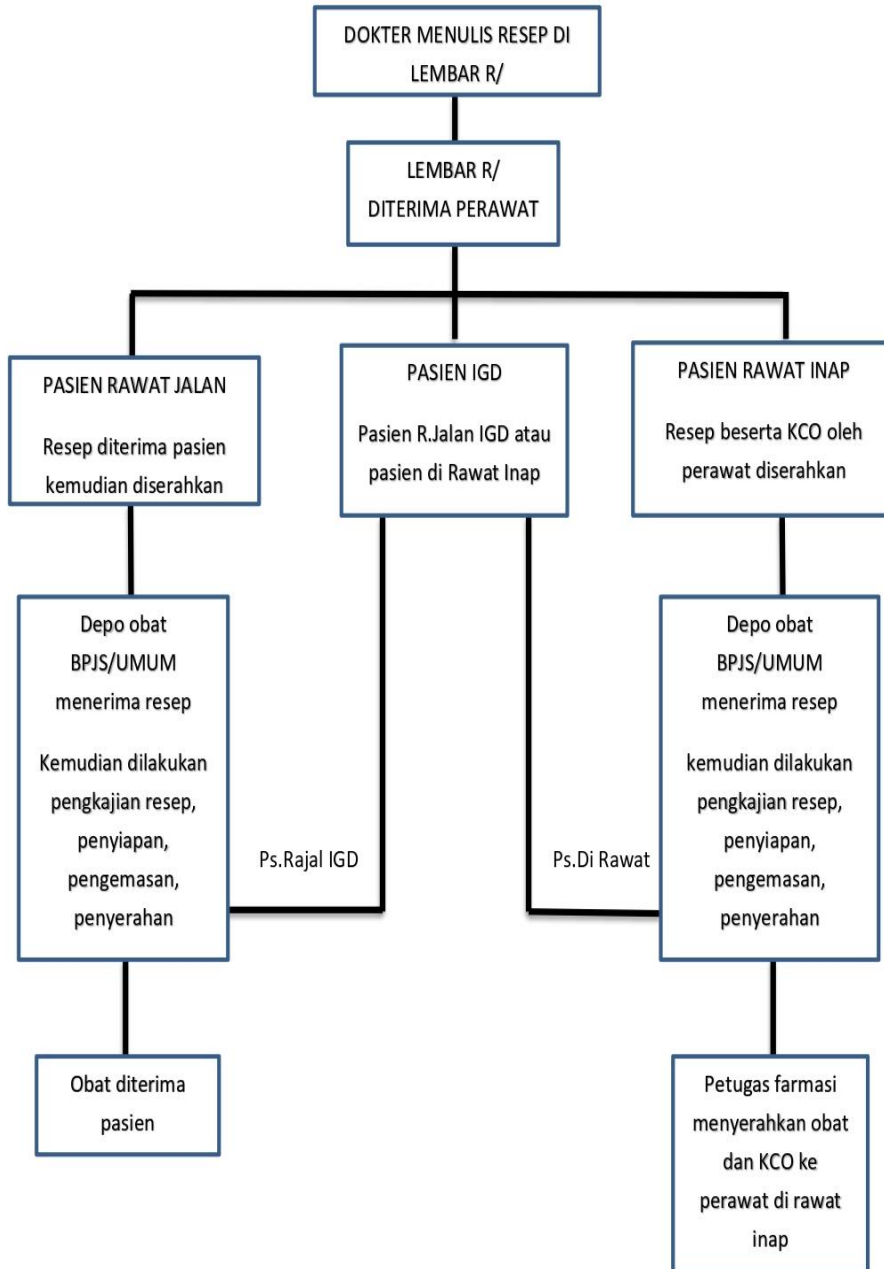 DOKTER MENULIS RESEP DI
LEMBAR R/
LEMBAR R/
DITERIMA PERAWAT
PASIEN RAWAT JALAN
Resep diterima pasien
kemudian diserahkan
PASIEN IGD
Pasien R.Jalan IGD atau
pasien di Rawat Inap
PASIEN RAWAT INAP
Resep beserta KCO oleh
perawat diserahkan
Depo obat
BPJS/UMUM
menerima resep
Kemudian dilakukan
pengkajian resep,
penyiapan,
pengemasan,
penyerahan
Ps.Rajal IGD
Ps.Di Rawat
Depo obat
BPJS/UMUM
menerima resep
kemudian dilakukan
pengkajian resep,
penyiapan,
pengemasan,
penyerahan
Obat diterima
pasien
Petugas farmasi
menyerahkan obat
dan KCO ke
perawat di rawat
inap